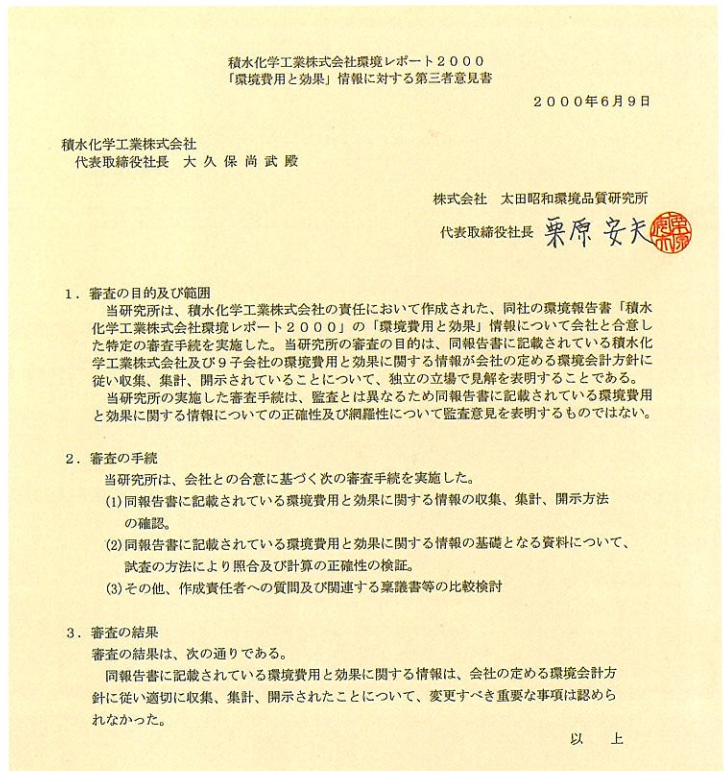 積水化学工業株式会社環境レポート2000
「環境費用と効果」情報に対する第三者意見書
2000年6月9日
積水化学工業株式会社
代表取締役社長 大久保尚武殿
株式会社 太田昭和環境品質研究所
代表取締役社長 栗原安夫
1.審査の目的及び範囲
当研究所は、積水化学工業株式会社の責任において作成された、同社の環境報告書「積水
化学工業株式会社環境レポート2000」の「環境費用と効果」情報について会社と合意し
た特定の審査手続を実施した。当研究所の審査の目的は、同報告書に記載されている積水化
学工業株式会社及び9子会社の環境費用と効果に関する情報が会社の定める環境会計方針に
従い収集、集計、開示されていることについて、独立の立場で見解を表明することである。
当研究所の実施した審査手続は、監査とは異なるため同報告書に記載されている環境費用
と効果に関する情報についての正確性及び網羅性について監査意見を表明するものではない。
2.審査の手続
当研究所は、会社との合意に基づく次の審査手続を実施した。
(1)同報告書に記載されている環境費用と効果に関する情報の収集、集計、開示方法
の確認。
(2)同報告書に記載されている環境費用と効果に関する情報の基礎となる資料について、
試査の方法により照合及び計算の正確性の検証。
(3)その他、作成責任者への質問及び関連する稟議書等の比較検討
3.審査の結果
審査の結果は、次の通りである。
同報告書に記載されている環境費用と効果に関する情報は、会社の定める環境会計方
針に従い適切に収集、集計、開示されたことについて、変更すべき重要な事項は認めら
れなかった。
以 上